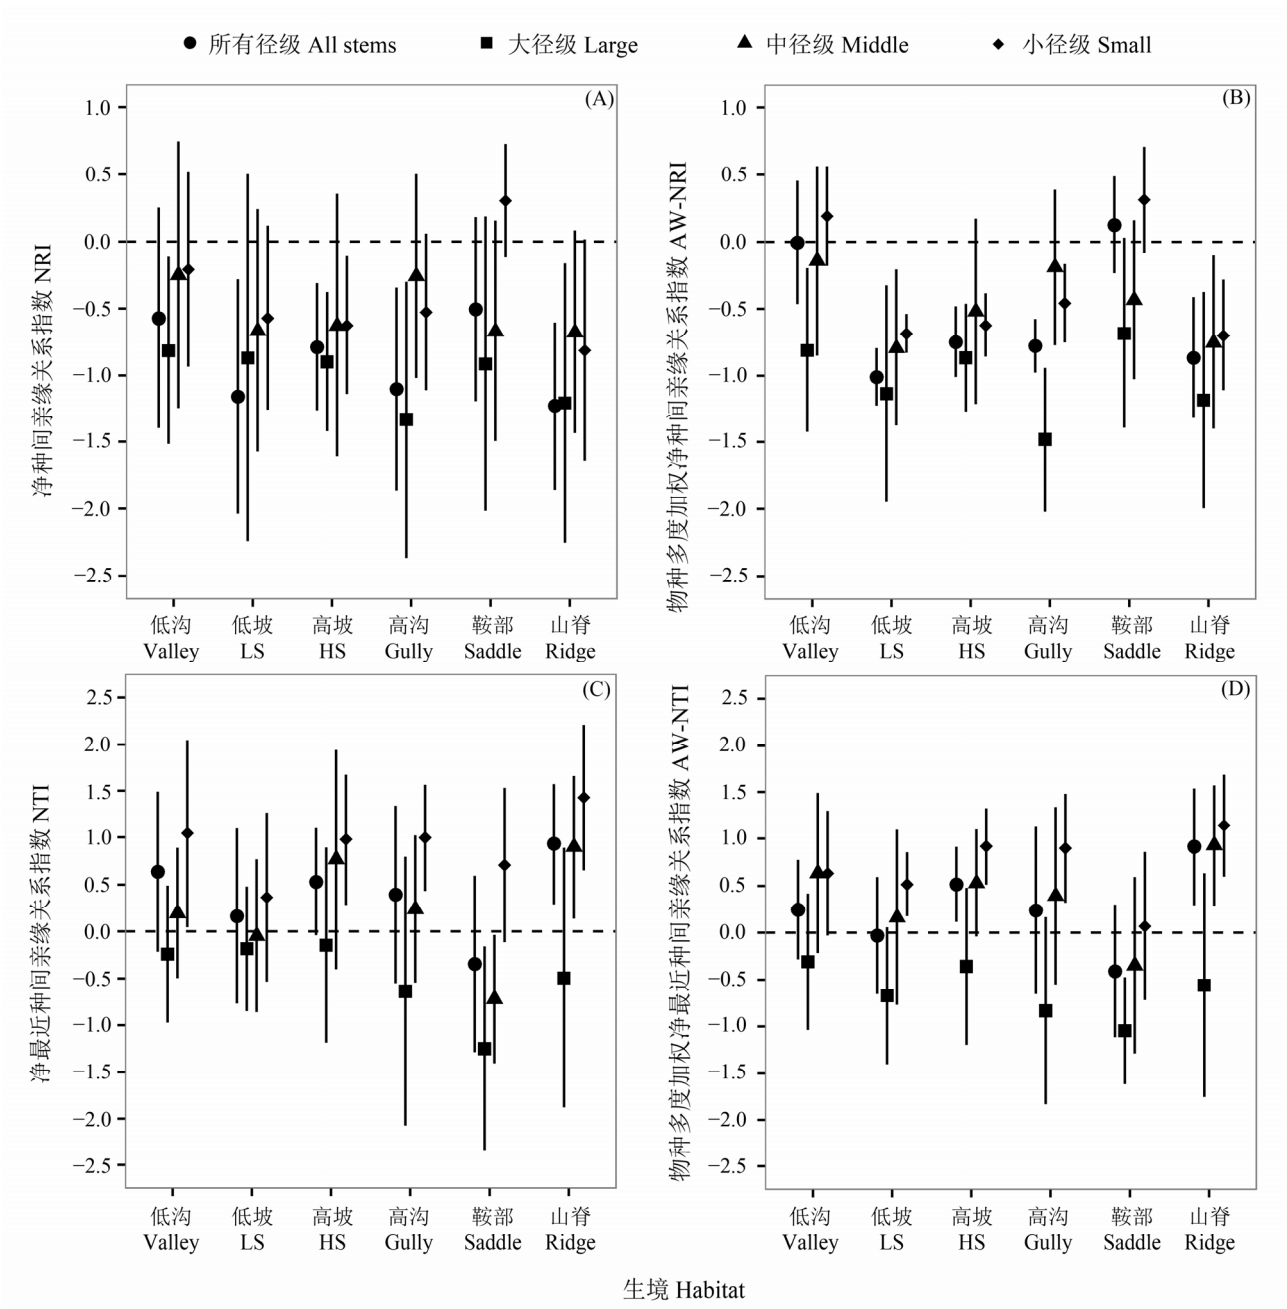 所有径级 All stems
大径级 Large
中径级 Middle
小径级 Small
(A)
净种间亲缘关系指数 NRI
1.0
0.5
0.0
−0.5
−1.0
−1.5
−2.0
−2.5
低沟 低坡 高坡 高沟 鞍部 山脊
Valley LS HS Gully Saddle Ridge
(B)
物种多度加权净种间亲缘关系指数 AW-NRI
1.0
0.5
0.0
−0.5
−1.0
−1.5
−2.0
−2.5
低沟 低坡 高坡 高沟 鞍部 山脊
Valley LS HS Gully Saddle Ridge
(C)
净最近种间亲缘关系指数 NTI
2.5
2.0
1.5
1.0
0.5
0.0
−0.5
−1.0
−1.5
−2.0
−2.5
低沟 低坡 高坡 高沟 鞍部 山脊
Valley LS HS Gully Saddle Ridge
(D)
物种多度加权净最近种间亲缘关系指数 AW-NTI
2.5
2.0
1.5
1.0
0.5
0.0
−0.5
−1.0
−1.5
−2.0
−2.5
低沟 低坡 高坡 高沟 鞍部 山脊
Valley LS HS Gully Saddle Ridge
生境 Habitat